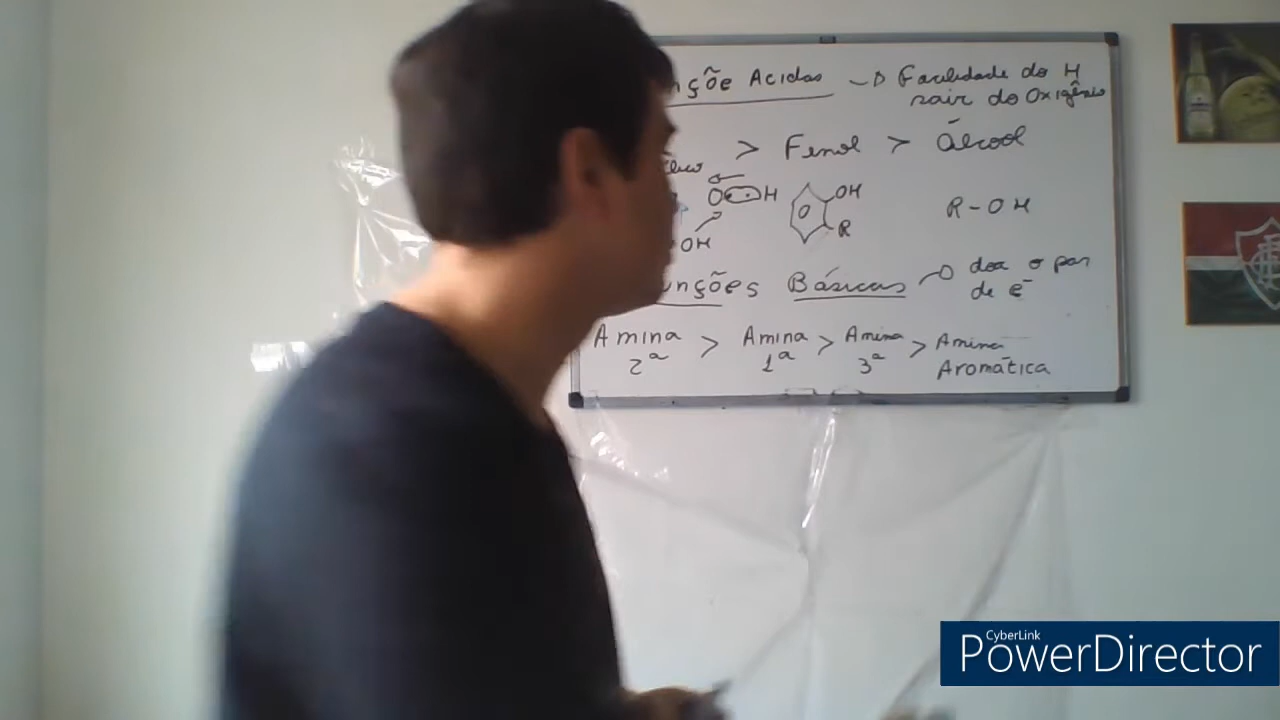 nçõe Acidas → Facilidade do H
sair do Oxigênio
> Fenol > Álcool
O H OH
R - OH
OH R
unções Básicas → doa o par
de e⁻
Amina > Amina > Amina > Amina
2ª 1ª 3ª Aromática
CyberLink
PowerDirector